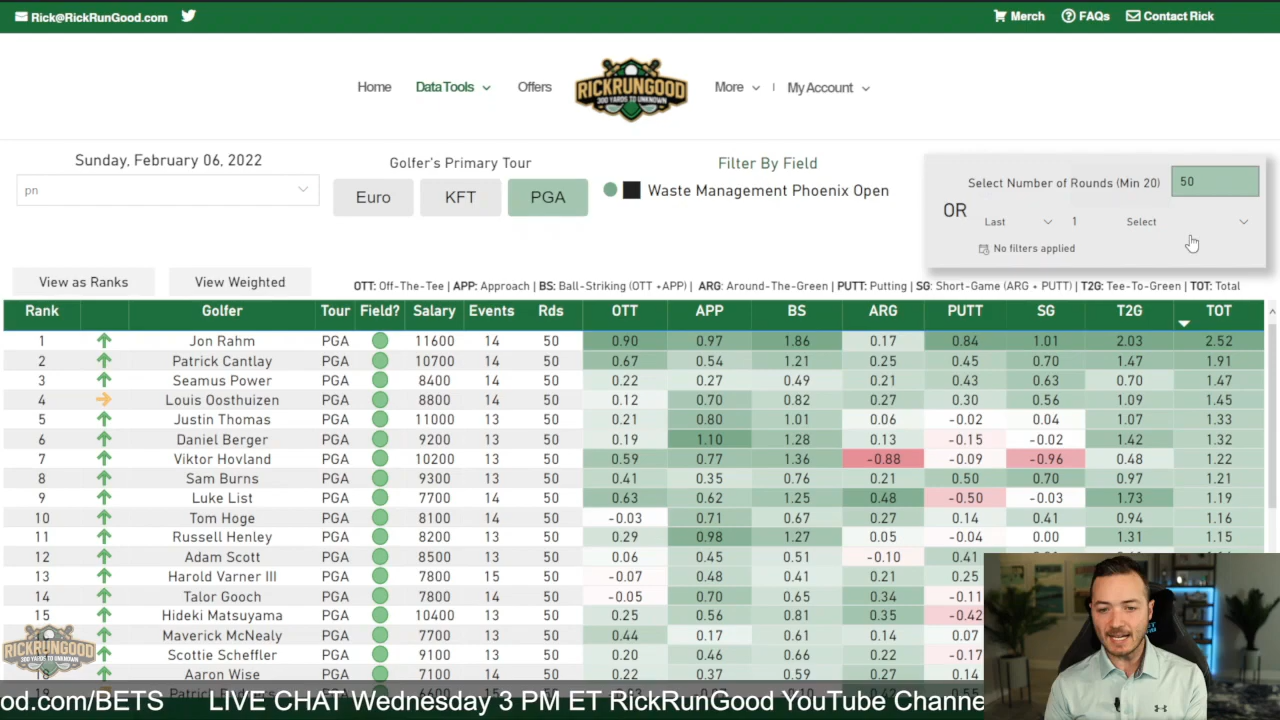 Rick@RickRunGood.com
Merch FAQs Contact Rick
Home Data Tools Offers RICKRUNGOOD More | My Account
300 YARDS TO UNKNOWN
Sunday, February 06, 2022
pn
Golfer's Primary Tour
Euro KFT PGA
Filter By Field
Waste Management Phoenix Open
Select Number of Rounds (Min 20) 50
OR
Last 1 Select
No filters applied
View as Ranks View Weighted
OTT: Off-The-Tee | APP: Approach | BS: Ball-Striking (OTT +APP) | ARG: Around-The-Green | PUTT: Putting | SG: Short-Game (ARG + PUTT) | T2G: Tee-To-Green | TOT: Total
Rank Golfer Tour Field? Salary Events Rds OTT APP BS ARG PUTT SG T2G TOT
1 Jon Rahm PGA 11600 14 50 0.90 0.97 1.86 0.17 0.84 1.01 2.03 2.52
2 Patrick Cantlay PGA 10700 14 50 0.67 0.54 1.21 0.25 0.45 0.70 1.47 1.91
3 Seamus Power PGA 8400 14 50 0.22 0.27 0.49 0.21 0.43 0.63 0.70 1.47
4 Louis Oosthuizen PGA 8800 14 50 0.12 0.70 0.82 0.27 0.30 0.56 1.09 1.45
5 Justin Thomas PGA 11000 13 50 0.21 0.80 1.01 0.06 -0.02 0.04 1.07 1.33
6 Daniel Berger PGA 9200 13 50 0.19 1.10 1.28 0.13 -0.15 -0.02 1.42 1.32
7 Viktor Hovland PGA 10200 13 50 0.59 0.77 1.36 -0.88 -0.09 -0.96 0.48 1.22
8 Sam Burns PGA 9300 13 50 0.41 0.35 0.76 0.21 0.50 0.70 0.97 1.21
9 Luke List PGA 7700 14 50 0.63 0.62 1.25 0.48 -0.50 -0.03 1.73 1.19
10 Tom Hoge PGA 8100 14 50 -0.03 0.71 0.67 0.27 0.14 0.41 0.94 1.16
11 Russell Henley PGA 8200 13 50 0.29 0.98 1.27 0.05 -0.04 0.00 1.31 1.15
12 Adam Scott PGA 8500 13 50 0.06 0.45 0.51 -0.10 0.41
13 Harold Varner III PGA 7800 15 50 -0.07 0.48 0.41 0.21 0.25
14 Talor Gooch PGA 7800 14 50 -0.05 0.70 0.65 0.34 -0.11
15 Hideki Matsuyama PGA 10400 13 50 0.25 0.56 0.81 0.35 -0.42
Maverick McNealy PGA 7700 13 50 0.44 0.17 0.61 0.14 0.07
Scottie Scheffler PGA 9100 13 50 0.20 0.46 0.66 0.22 -0.17
Aaron Wise PGA 7100 14 50 0.22 0.37 0.59 0.21 0.14
RICKRUNGOOD
300 YARDS TO UNKNOWN
od.com/BETS LIVE CHAT Wednesday 3 PM ET RickRunGood YouTube Channe